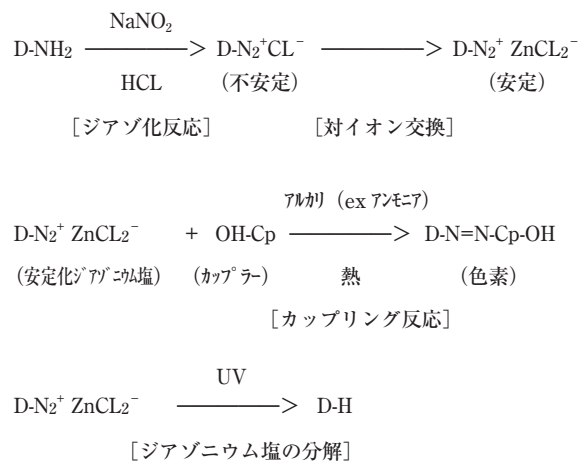 NaNO₂
D-NH₂ ————> D-N₂⁺CL⁻ ————> D-N₂⁺ ZnCL₂⁻
HCL (不安定) (安定)
[ジアゾ化反応] [対イオン交換]
アルカリ (ex アンモニア)
D-N₂⁺ ZnCL₂⁻ + OH-Cp ————> D-N=N-Cp-OH
(安定化ジアゾニウム塩) (カップラー) 熱 (色素)
[カップリング反応]
UV
D-N₂⁺ ZnCL₂⁻ ————> D-H
[ジアゾニウム塩の分解]